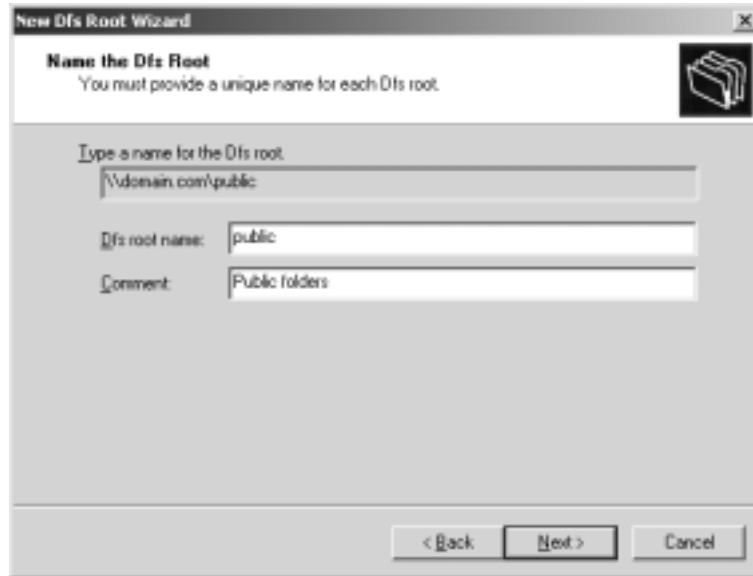 New Dfs Root Wizard
Name the Dfs Root
You must provide a unique name for each Dfs root.
Type a name for the Dfs root.
\\domain.com\public
Dfs root name: public
Comment: Public folders
< Back Next > Cancel